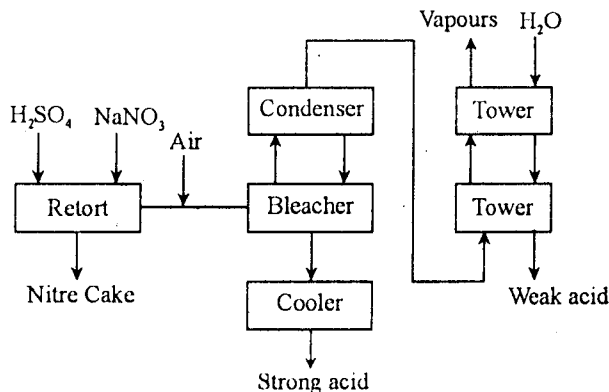 Vapours
H₂O
Condenser
Tower
H₂SO₄
NaNO₃
Air
Retort
Bleacher
Tower
Nitre Cake
Cooler
Weak acid
Strong acid